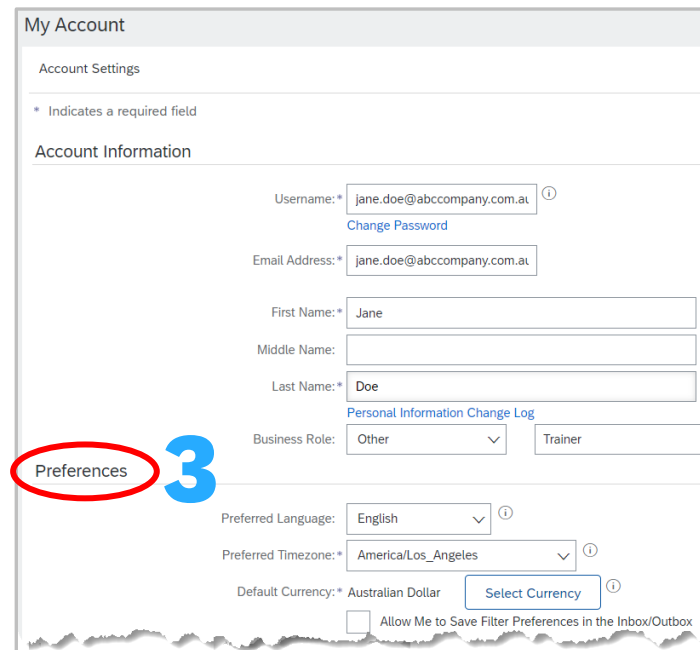 My Account
Account Settings
* Indicates a required field
Account Information
Username:* jane.doe@abccompany.com.au
Change Password
Email Address:* jane.doe@abccompany.com.au
First Name:* Jane
Middle Name:
Last Name:* Doe
Personal Information Change Log
Business Role: Other Trainer
Preferences 3
Preferred Language: English
Preferred Timezone:* America/Los_Angeles
Default Currency:* Australian Dollar Select Currency
Allow Me to Save Filter Preferences in the Inbox/Outbox